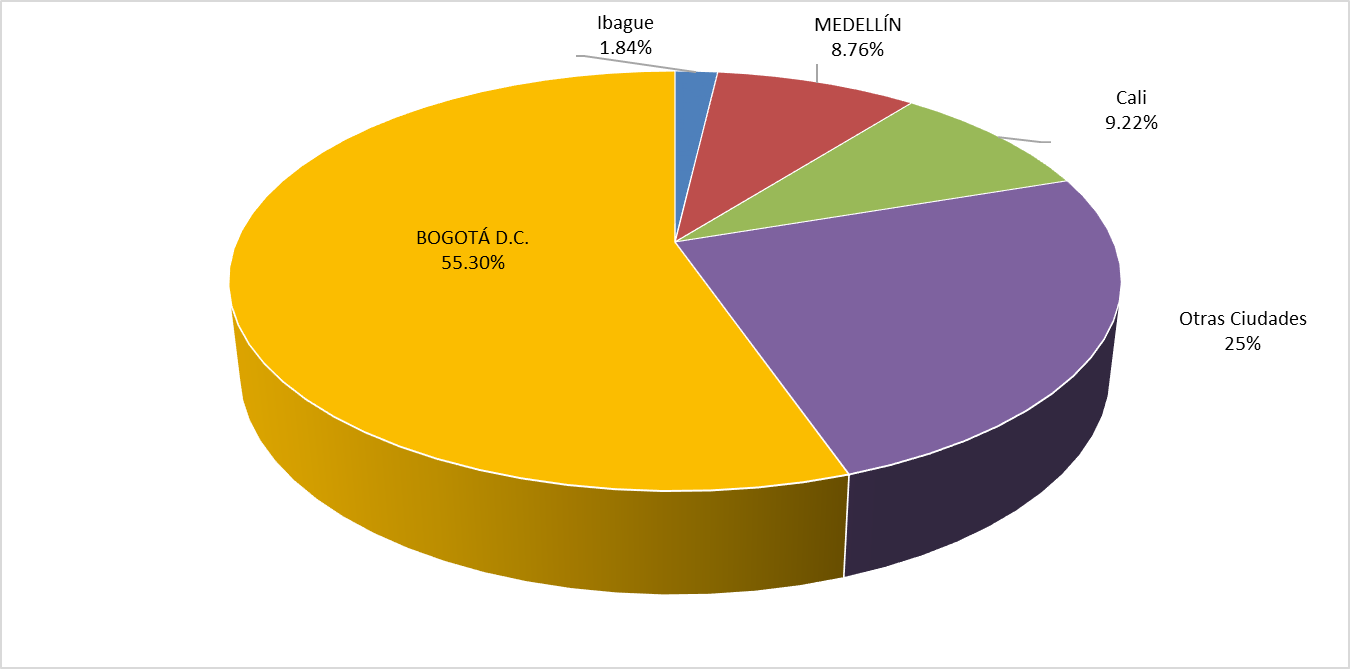 Ibague
1.84%
MEDELLÍN
8.76%
Cali
9.22%
BOGOTÁ D.C.
55.30%
Otras Ciudades
25%